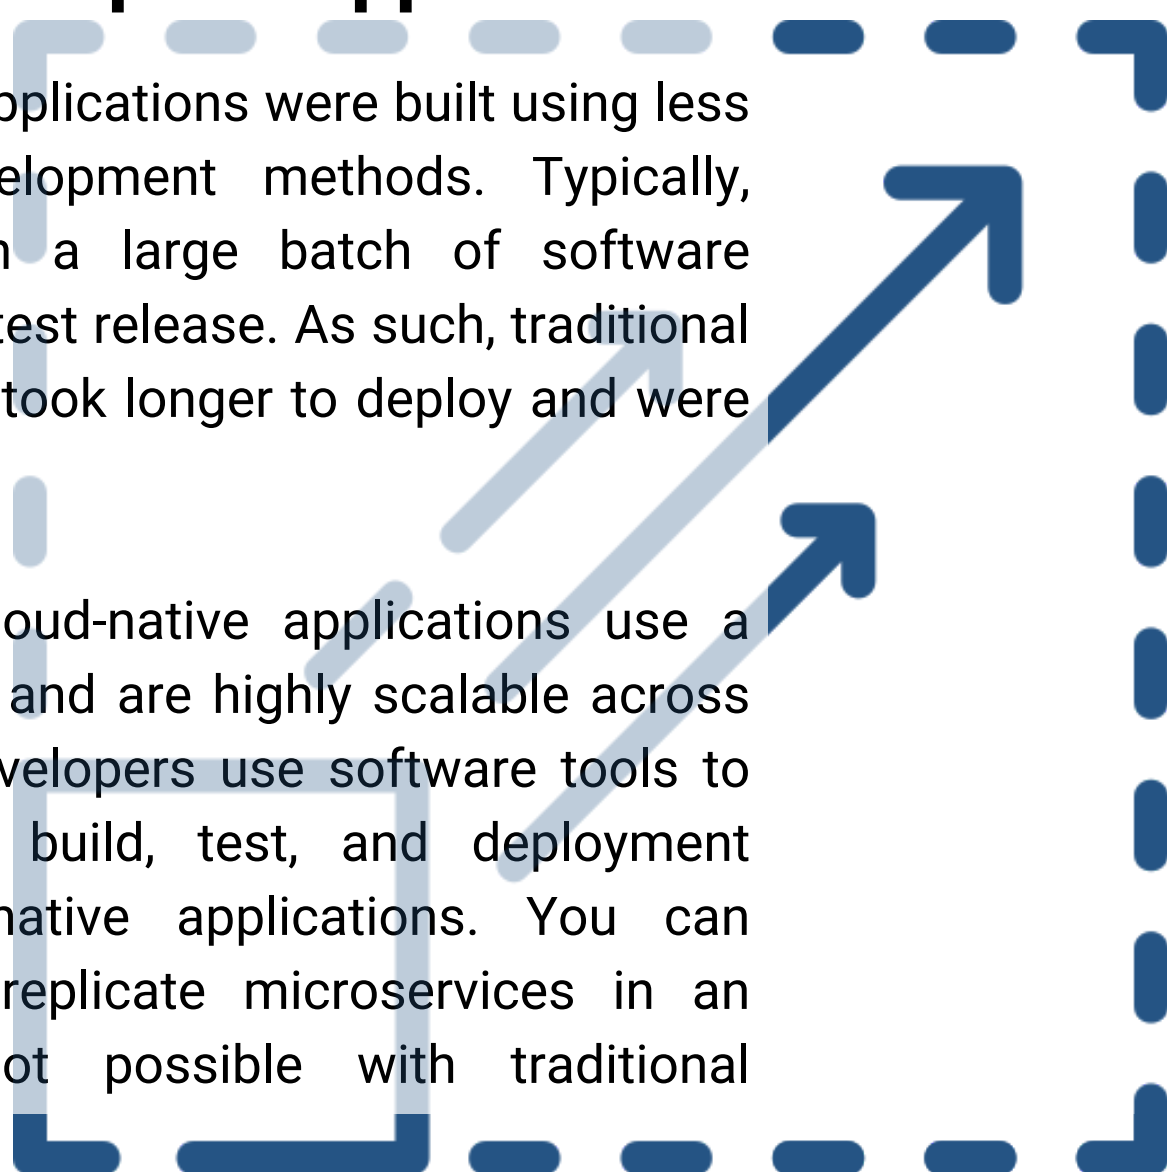 applications were built using less
elopment methods. Typically,
a large batch of software
test release. As such, traditional
took longer to deploy and were
oud-native applications use a
and are highly scalable across
velopers use software tools to
build, test, and deployment
native applications. You can
replicate microservices in an
ot possible with traditional